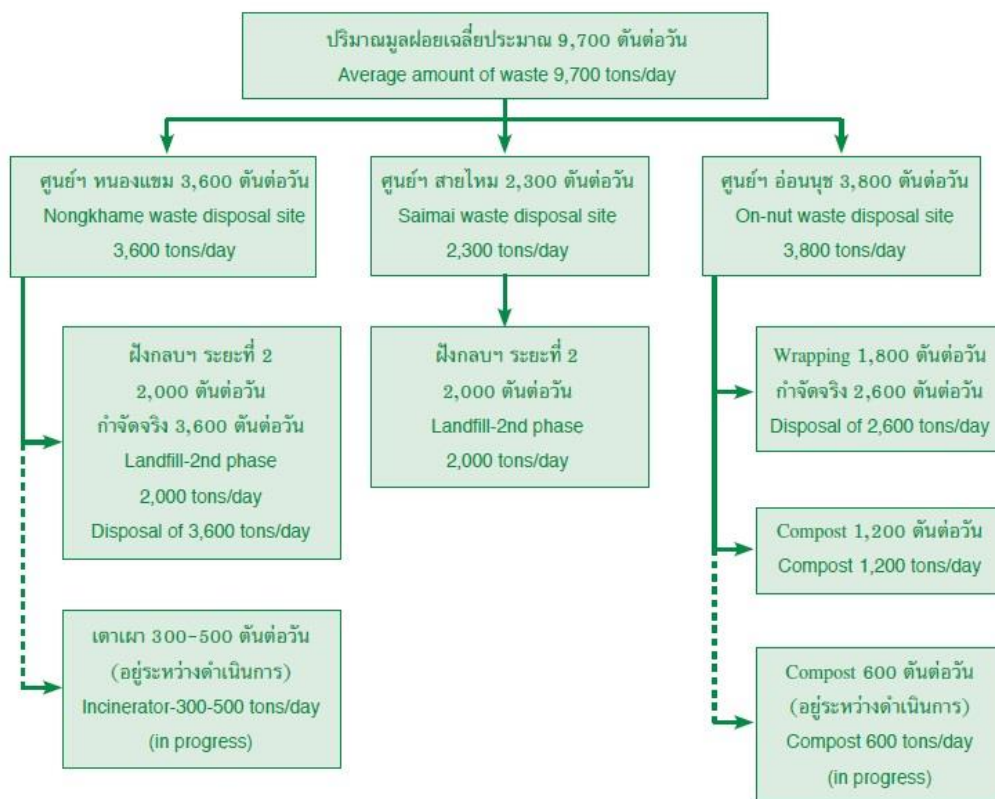 ปริมาณมูลฝอยเฉลี่ยประมาณ 9,700 ตันต่อวัน
Average amount of waste 9,700 tons/day
ศูนย์ฯ หนองแขม 3,600 ตันต่อวัน
Nongkhame waste disposal site
3,600 tons/day
ศูนย์ฯ สายไหม 2,300 ตันต่อวัน
Saimai waste disposal site
2,300 tons/day
ศูนย์ฯ อ่อนนุช 3,800 ตันต่อวัน
On-nut waste disposal site
3,800 tons/day
ฝังกลบฯ ระยะที่ 2
2,000 ตันต่อวัน
กำจัดจริง 3,600 ตันต่อวัน
Landfill-2nd phase
2,000 tons/day
Disposal of 3,600 tons/day
ฝังกลบฯ ระยะที่ 2
2,000 ตันต่อวัน
Landfill-2nd phase
2,000 tons/day
Wrapping 1,800 ตันต่อวัน
กำจัดจริง 2,600 ตันต่อวัน
Disposal of 2,600 tons/day
Compost 1,200 ตันต่อวัน
Compost 1,200 tons/day
เตาเผา 300-500 ตันต่อวัน
(อยู่ระหว่างดำเนินการ)
Incinerator-300-500 tons/day
(in progress)
Compost 600 ตันต่อวัน
(อยู่ระหว่างดำเนินการ)
Compost 600 tons/day
(in progress)